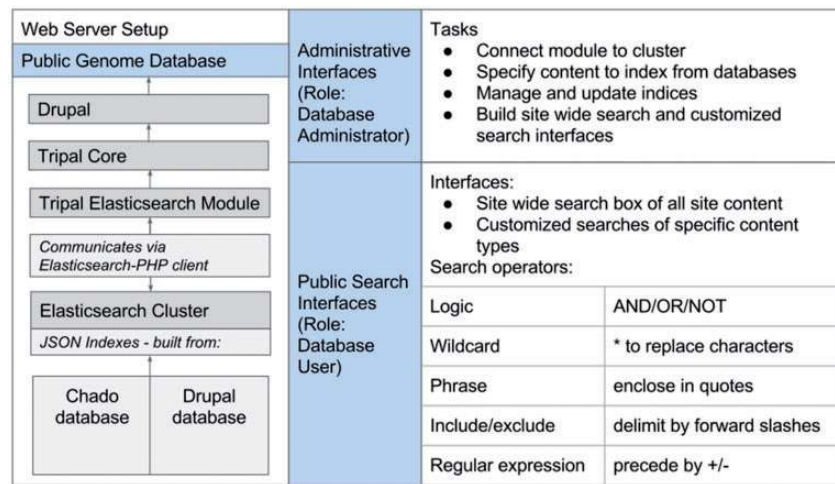 Web Server Setup
Public Genome Database
Drupal
Tripal Core
Tripal Elasticsearch Module
Communicates via
Elasticsearch-PHP client
Elasticsearch Cluster
JSON Indexes - built from:
Chado
database
Drupal
database
Administrative
Interfaces
(Role:
Database
Administrator)
Tasks
● Connect module to cluster
● Specify content to index from databases
● Manage and update indices
● Build site wide search and customized
search interfaces
Public Search
Interfaces
(Role:
Database
User)
Interfaces:
● Site wide search box of all site content
● Customized searches of specific content
types
Search operators:
Logic AND/OR/NOT
Wildcard * to replace characters
Phrase enclose in quotes
Include/exclude delimit by forward slashes
Regular expression precede by +/-